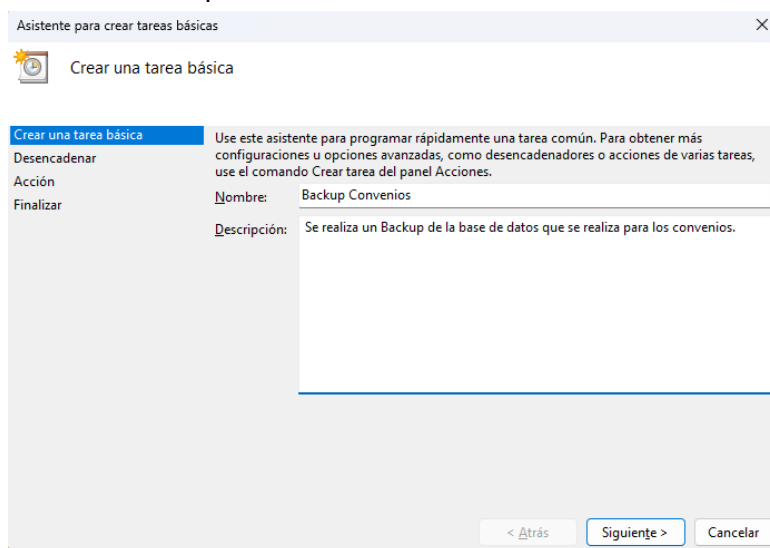 Asistente para crear tareas básicas
Crear una tarea básica
Crear una tarea básica
Desencadenar
Acción
Finalizar
Use este asistente para programar rápidamente una tarea común. Para obtener más
configuraciones u opciones avanzadas, como desencadenadores o acciones de varias tareas,
use el comando Crear tarea del panel Acciones.
Nombre: Backup Convenios
Descripción: Se realiza un Backup de la base de datos que se realiza para los convenios.
< Atrás Siguiente > Cancelar